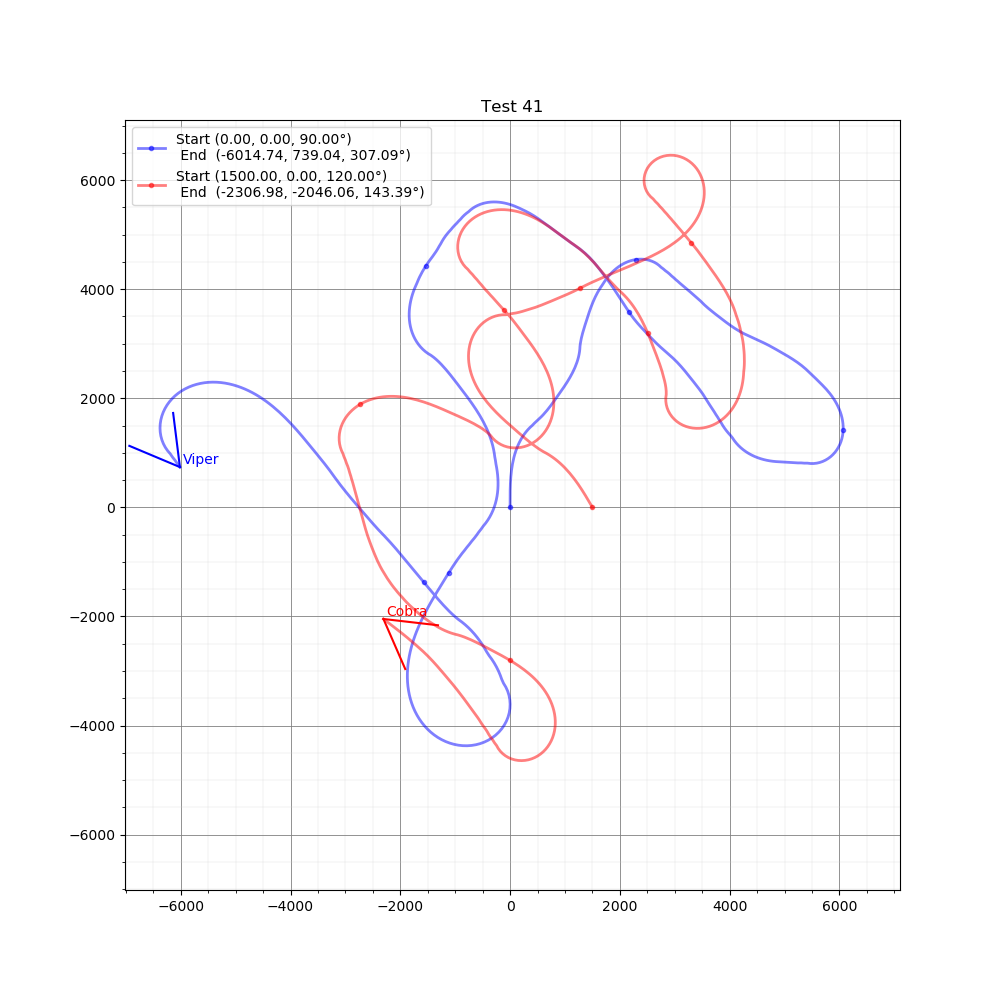 Test 41
Start (0.00, 0.00, 90.00°)
End (-6014.74, 739.04, 307.09°)
Start (1500.00, 0.00, 120.00°)
End (-2306.98, -2046.06, 143.39°)
6000
4000
2000
0
−2000
−4000
−6000
Viper
Cobra
−6000 −4000 −2000 0 2000 4000 6000